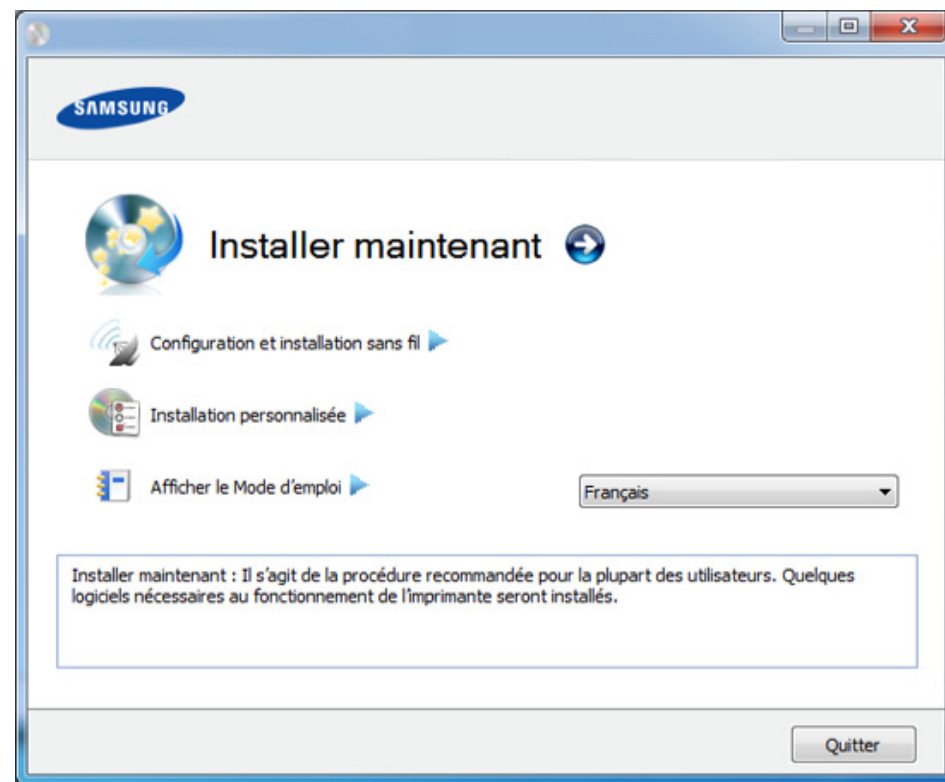 SAMSUNG
Installer maintenant
Configuration et installation sans fil
Installation personnalisée
Afficher le Mode d'emploi
Français
Installer maintenant : Il s'agit de la procédure recommandée pour la plupart des utilisateurs. Quelques
logiciels nécessaires au fonctionnement de l'imprimante seront installés.
Quitter